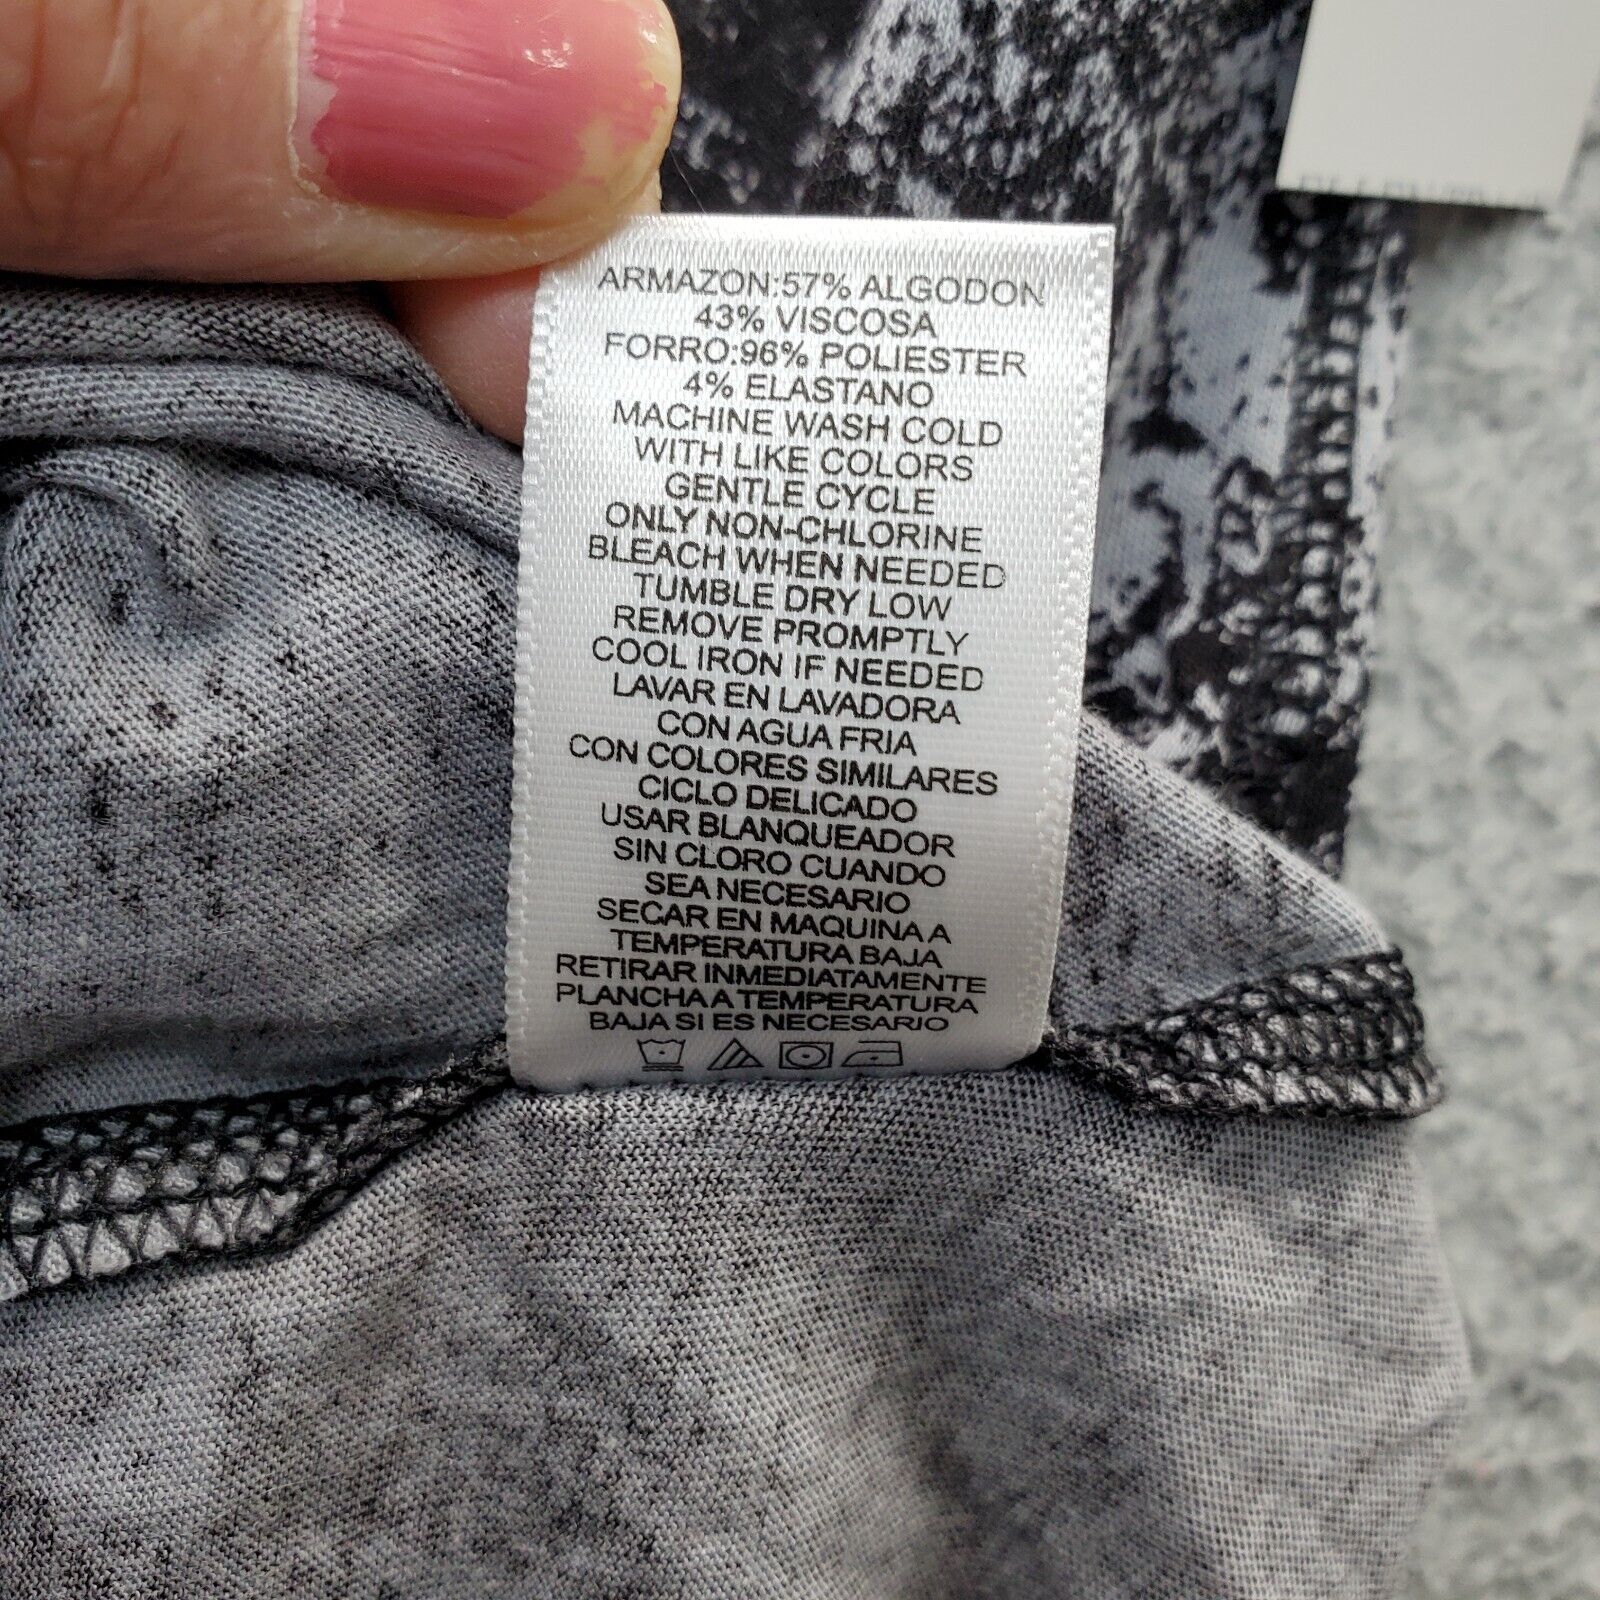 ARMAZON:57% ALGODON
43% VISCOSA
FORRO:96% POLIESTER
4% ELASTANO
MACHINE WASH COLD
WITH LIKE COLORS
GENTLE CYCLE
ONLY NON-CHLORINE
BLEACH WHEN NEEDED
TUMBLE DRY LOW
REMOVE PROMPTLY
COOL IRON IF NEEDED
LAVAR EN LAVADORA
CON AGUA FRIA
CON COLORES SIMILARES
CICLO DELICADO
USAR BLANQUEADOR
SIN CLORO CUANDO
SEA NECESARIO
SECAR EN MAQUINA A
TEMPERATURA BAJA
RETIRAR INMEDIATAMENTE
PLANCHA A TEMPERATURA
BAJA SI ES NECESARIO